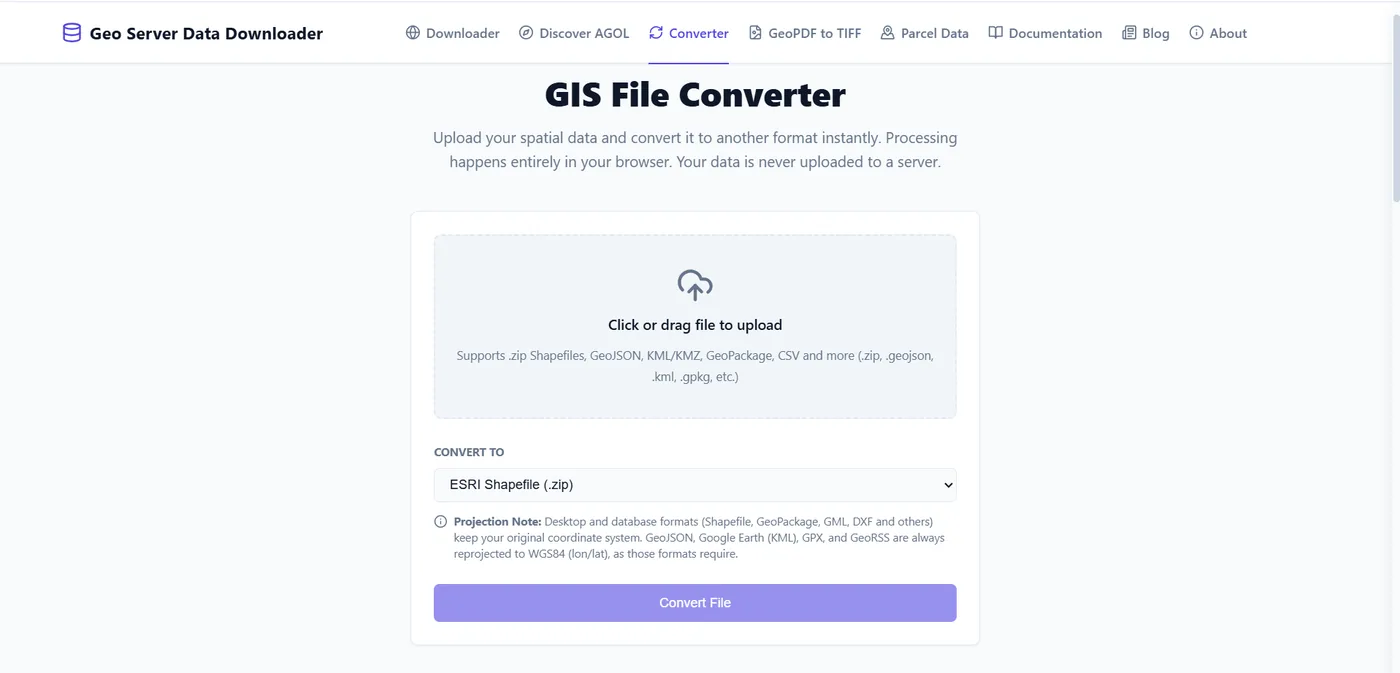 Geo Server Data Downloader
Downloader
Discover AGOL
Converter
GeoPDF to TIFF
Parcel Data
Documentation
Blog
About
GIS File Converter
Upload your spatial data and convert it to another format instantly. Processing
happens entirely in your browser. Your data is never uploaded to a server.
Click or drag file to upload
Supports .zip Shapefiles, GeoJSON, KML/KMZ, GeoPackage, CSV and more (.zip, .geojson,
.kml, .gpkg, etc.)
CONVERT TO
ESRI Shapefile (.zip)
Projection Note: Desktop and database formats (Shapefile, GeoPackage, GML, DXF and others)
keep your original coordinate system. GeoJSON, Google Earth (KML), GPX, and GeoRSS are always
reprojected to WGS84 (lon/lat), as those formats require.
Convert File